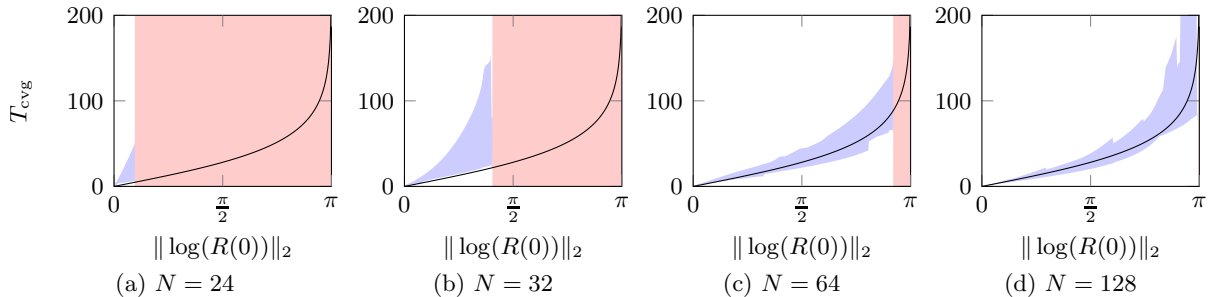 200 200 200 200
T_cvg 100 100 100 100
0 0 0 0
0 π/2 π 0 π/2 π 0 π/2 π 0 π/2 π
‖ log(R(0))‖₂ ‖ log(R(0))‖₂ ‖ log(R(0))‖₂ ‖ log(R(0))‖₂
(a) N = 24 (b) N = 32 (c) N = 64 (d) N = 128